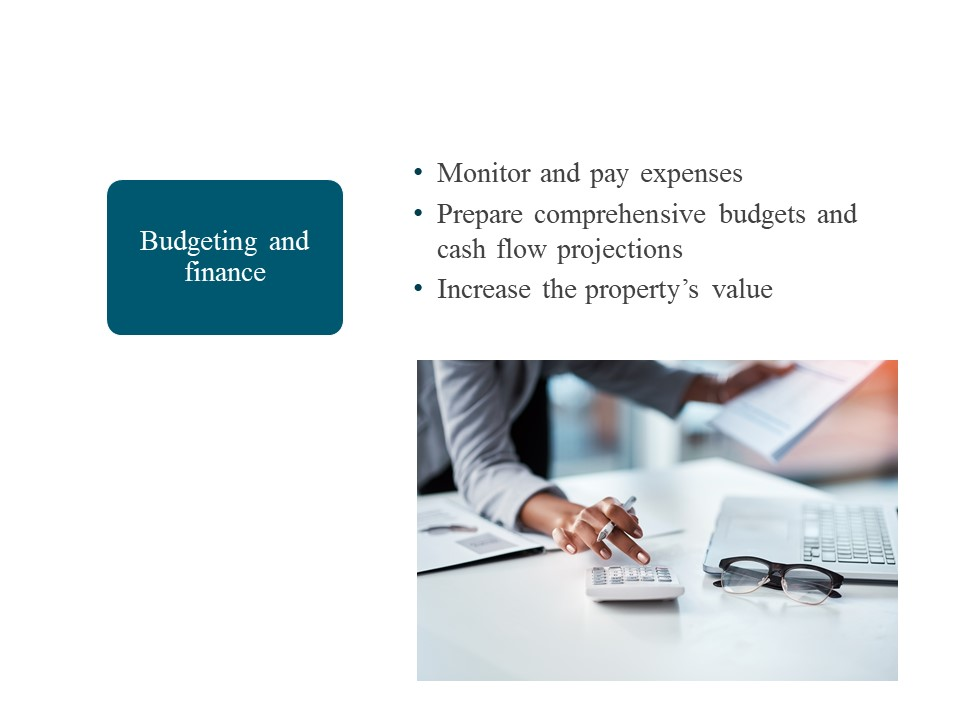 Budgeting and
finance
• Monitor and pay expenses
• Prepare comprehensive budgets and
cash flow projections
• Increase the property’s value